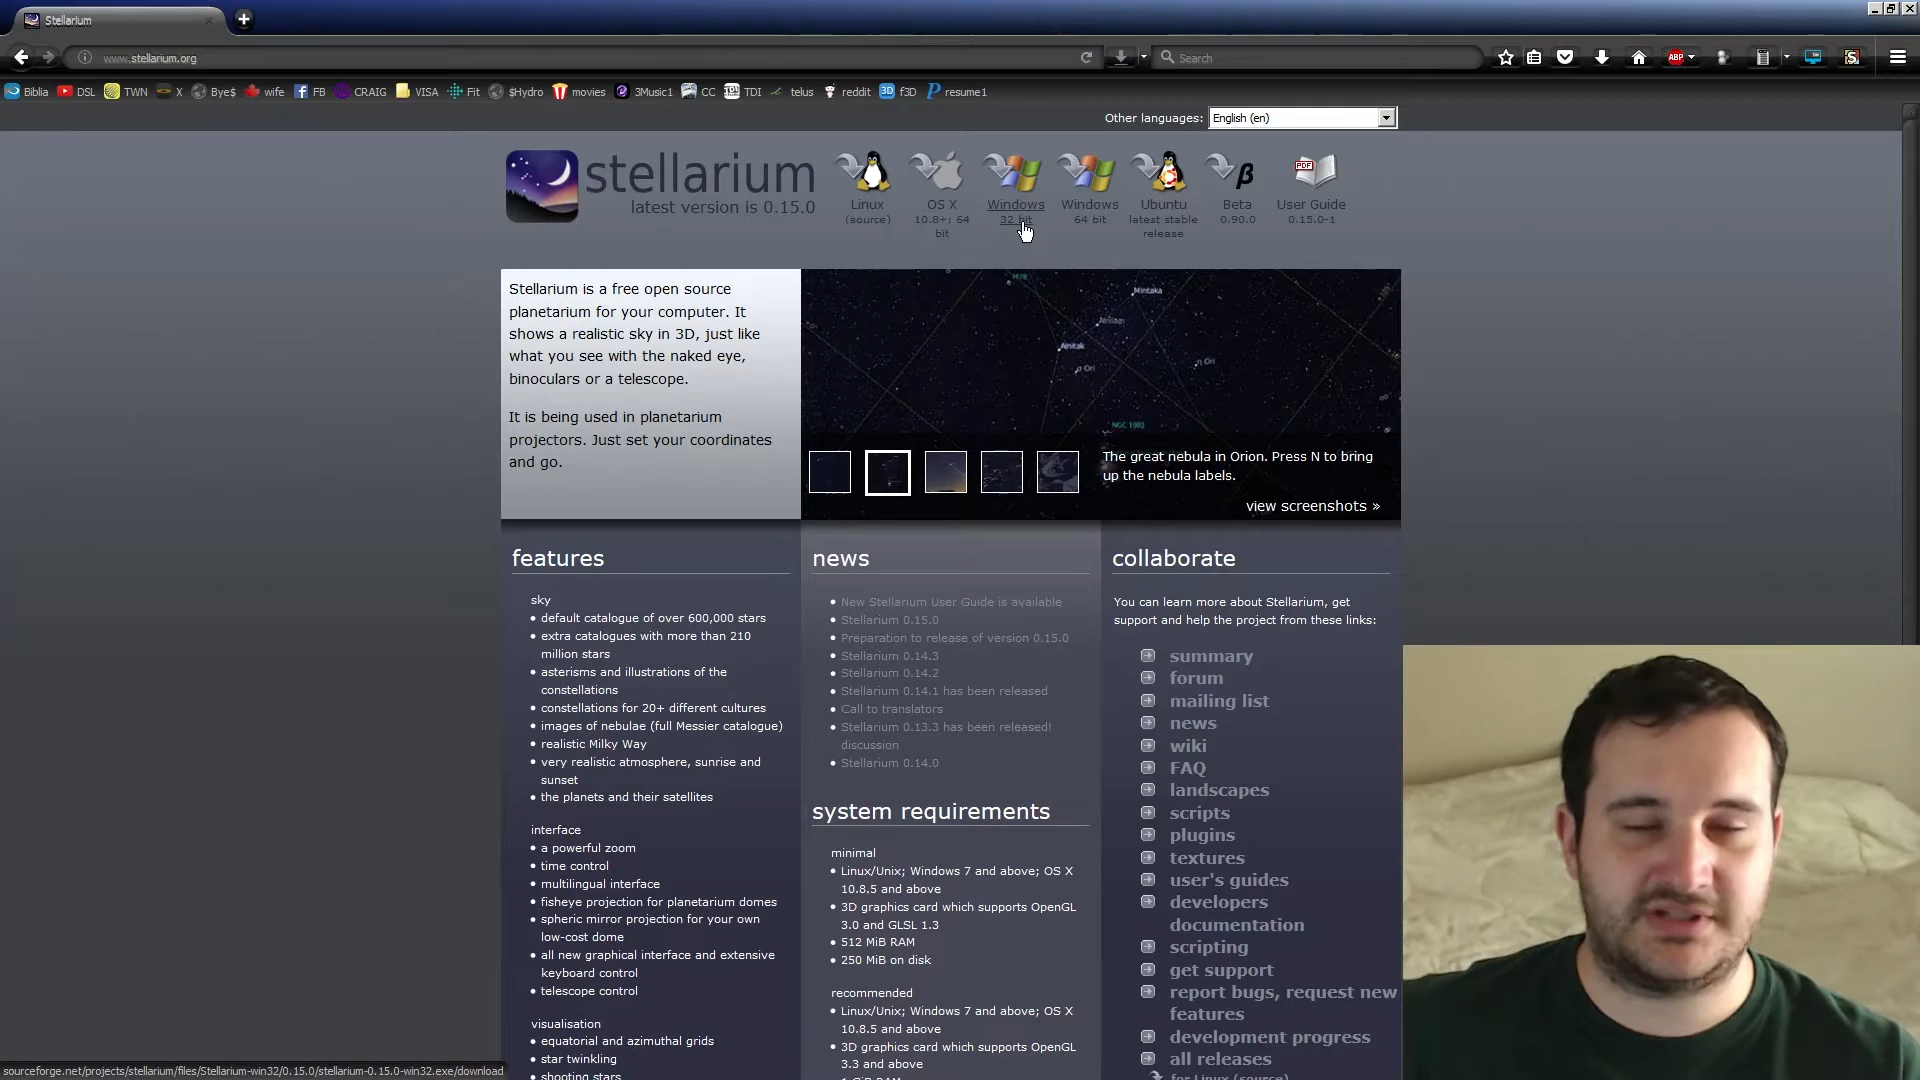 Stellarium
www.stellarium.org
Search
ABP
Biblia
DSL
TWN
X
Bye$
wife
FB
CRAIG
VISA
Fit
$Hydro
movies
3Music1
CC
TDI
telus
reddit
f3D
resume1
Other languages:
English (en)
stellarium
latest version is 0.15.0
Linux
(source)
OS X
10.8+; 64
bit
Windows
32 bit
Windows
64 bit
Ubuntu
latest stable
release
β
Beta
0.90.0
PDF
User Guide
0.15.0-1
Stellarium is a free open source
planetarium for your computer. It
shows a realistic sky in 3D, just like
what you see with the naked eye,
binoculars or a telescope.
It is being used in planetarium
projectors. Just set your coordinates
and go.
M78
Mintaka
Alnilam
Alnitak
σ Ori
η Ori
The great nebula in Orion. Press N to bring
up the nebula labels.
view screenshots »
features
sky
• default catalogue of over 600,000 stars
• extra catalogues with more than 210
million stars
• asterisms and illustrations of the
constellations
• constellations for 20+ different cultures
• images of nebulae (full Messier catalogue)
• realistic Milky Way
• very realistic atmosphere, sunrise and
sunset
• the planets and their satellites
interface
• a powerful zoom
• time control
• multilingual interface
• fisheye projection for planetarium domes
• spheric mirror projection for your own
low-cost dome
• all new graphical interface and extensive
keyboard control
• telescope control
visualisation
• equatorial and azimuthal grids
• star twinkling
• shooting stars
news
• New Stellarium User Guide is available
• Stellarium 0.15.0
• Preparation to release of version 0.15.0
• Stellarium 0.14.3
• Stellarium 0.14.2
• Stellarium 0.14.1 has been released
• Call to translators
• Stellarium 0.13.3 has been released!
discussion
• Stellarium 0.14.0
system requirements
minimal
• Linux/Unix; Windows 7 and above; OS X
10.8.5 and above
• 3D graphics card which supports OpenGL
3.0 and GLSL 1.3
• 512 MiB RAM
• 250 MiB on disk
recommended
• Linux/Unix; Windows 7 and above; OS X
10.8.5 and above
• 3D graphics card which supports OpenGL
3.3 and above
collaborate
You can learn more about Stellarium, get
support and help the project from these links:
summary
forum
mailing list
news
wiki
FAQ
landscapes
scripts
plugins
textures
user's guides
developers
documentation
scripting
get support
report bugs, request new
features
development progress
all releases
for Linux (source)
sourceforge.net/projects/stellarium/files/Stellarium-win32/0.15.0/stellarium-0.15.0-win32.exe/download